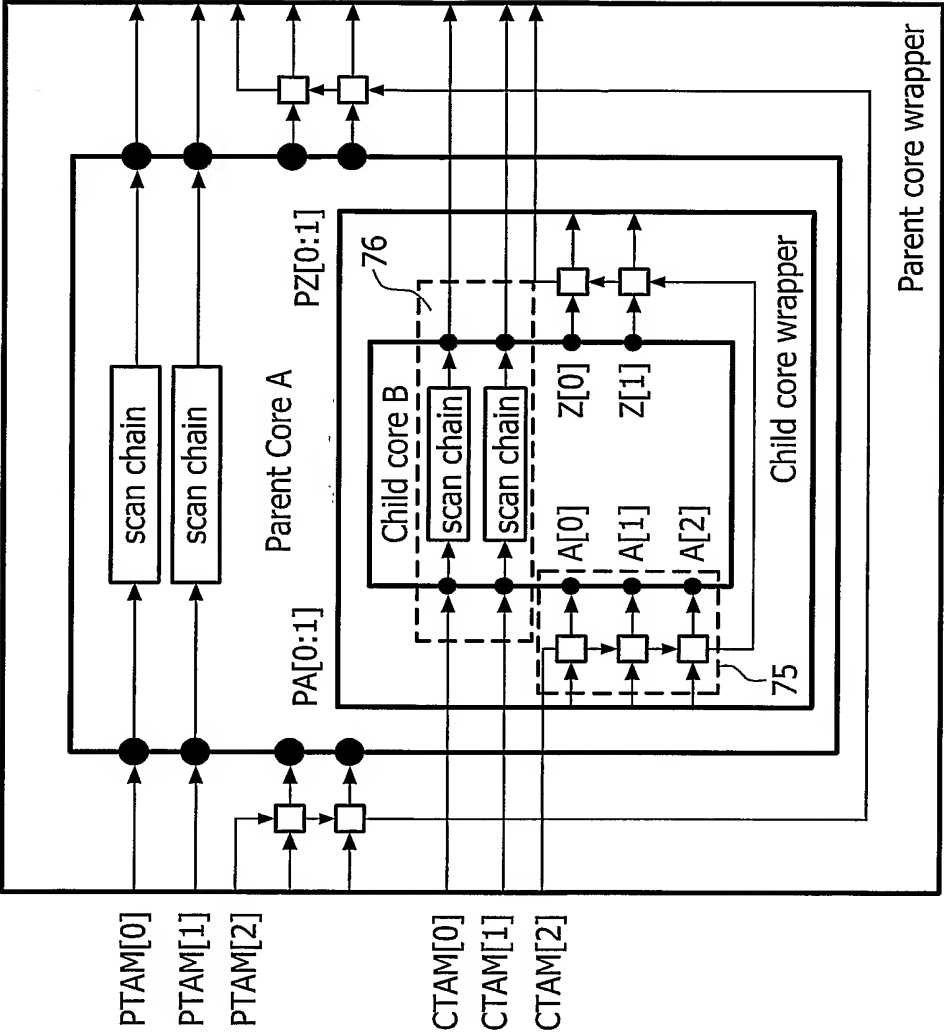 PTAM[0]
PTAM[1]
PTAM[2]
CTAM[0]
CTAM[1]
CTAM[2]
scan chain
scan chain
Parent Core A
PA[0:1]
PZ[0:1]
76
Child core B
scan chain
scan chain
A[0]
A[1]
A[2]
Z[0]
Z[1]
75
Child core wrapper
Parent core wrapper